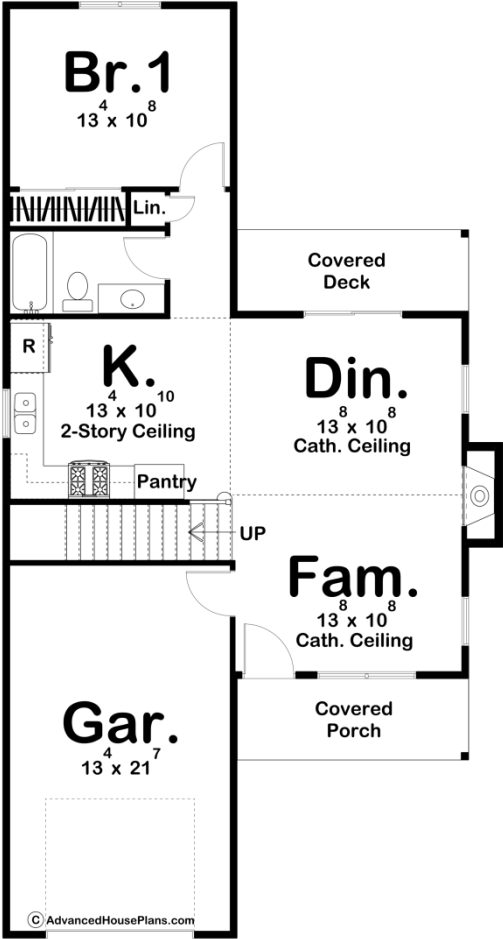 Br.1
13⁴ x 10⁸
Lin.
Covered
Deck
R
K.
13⁴ x 10¹⁰
2-Story Ceiling
Din.
13⁸ x 10⁸
Cath. Ceiling
Pantry
UP
Fam.
13⁸ x 10⁸
Cath. Ceiling
Gar.
13⁴ x 21⁷
Covered
Porch
© AdvancedHousePlans.com